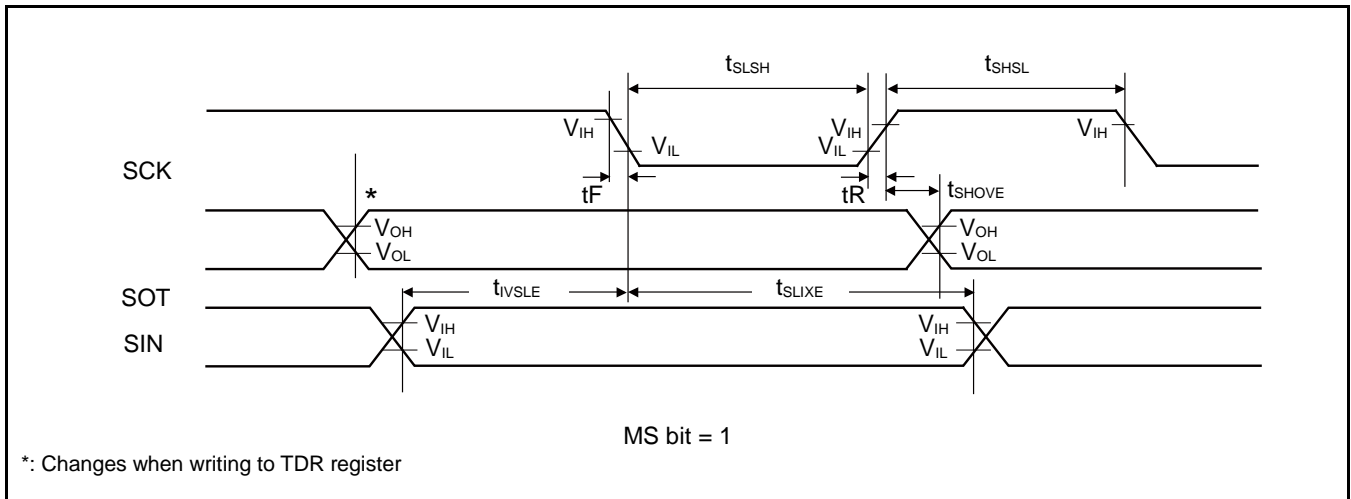 tSLSH
tSHSL
VIH
VIL
VIL
VIH
VIH
SCK
tF
tR
tSHOVE
*
VOH
VOL
VOH
VOL
SOT
tIVSLE
tSLIXE
SIN
VIH
VIL
VIH
VIL
MS bit = 1
*: Changes when writing to TDR register